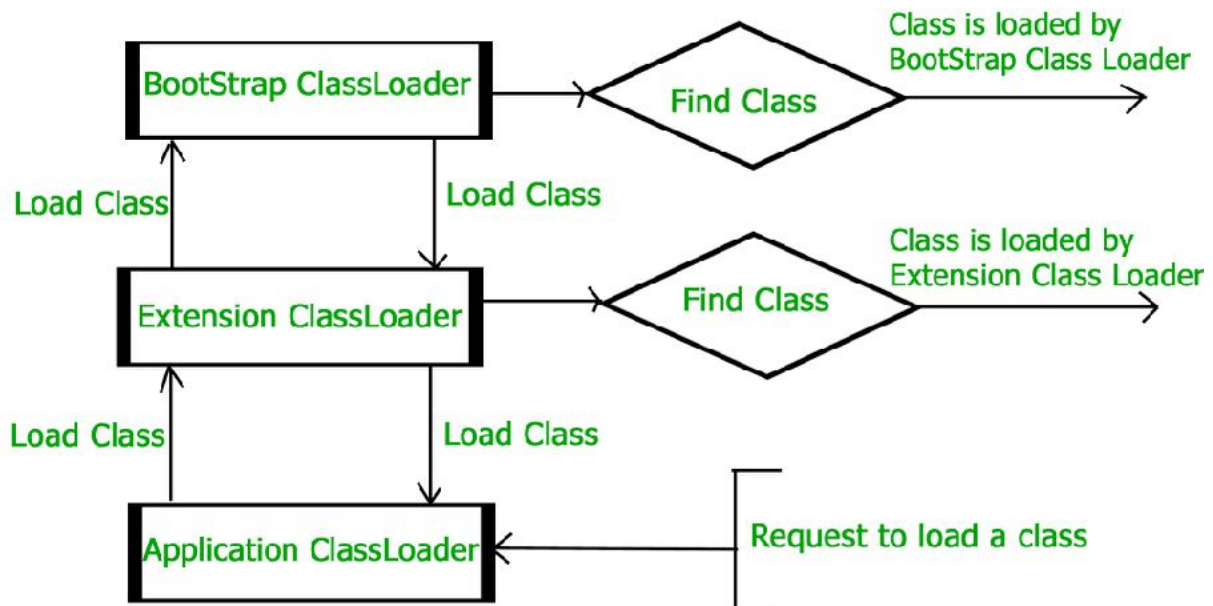 Class is loaded by
BootStrap Class Loader
BootStrap ClassLoader
Find Class
Load Class
Load Class
Class is loaded by
Extension Class Loader
Extension ClassLoader
Find Class
Load Class
Load Class
Request to load a class
Application ClassLoader